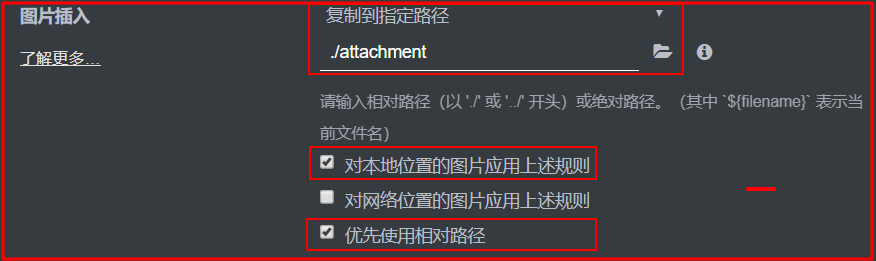 图片插入
复制到指定路径
./attachment
了解更多...
请输入相对路径（以 './' 或 '../' 开头）或绝对路径。（其中 `${filename}` 表示当
前文件名）
对本地位置的图片应用上述规则
对网络位置的图片应用上述规则
优先使用相对路径